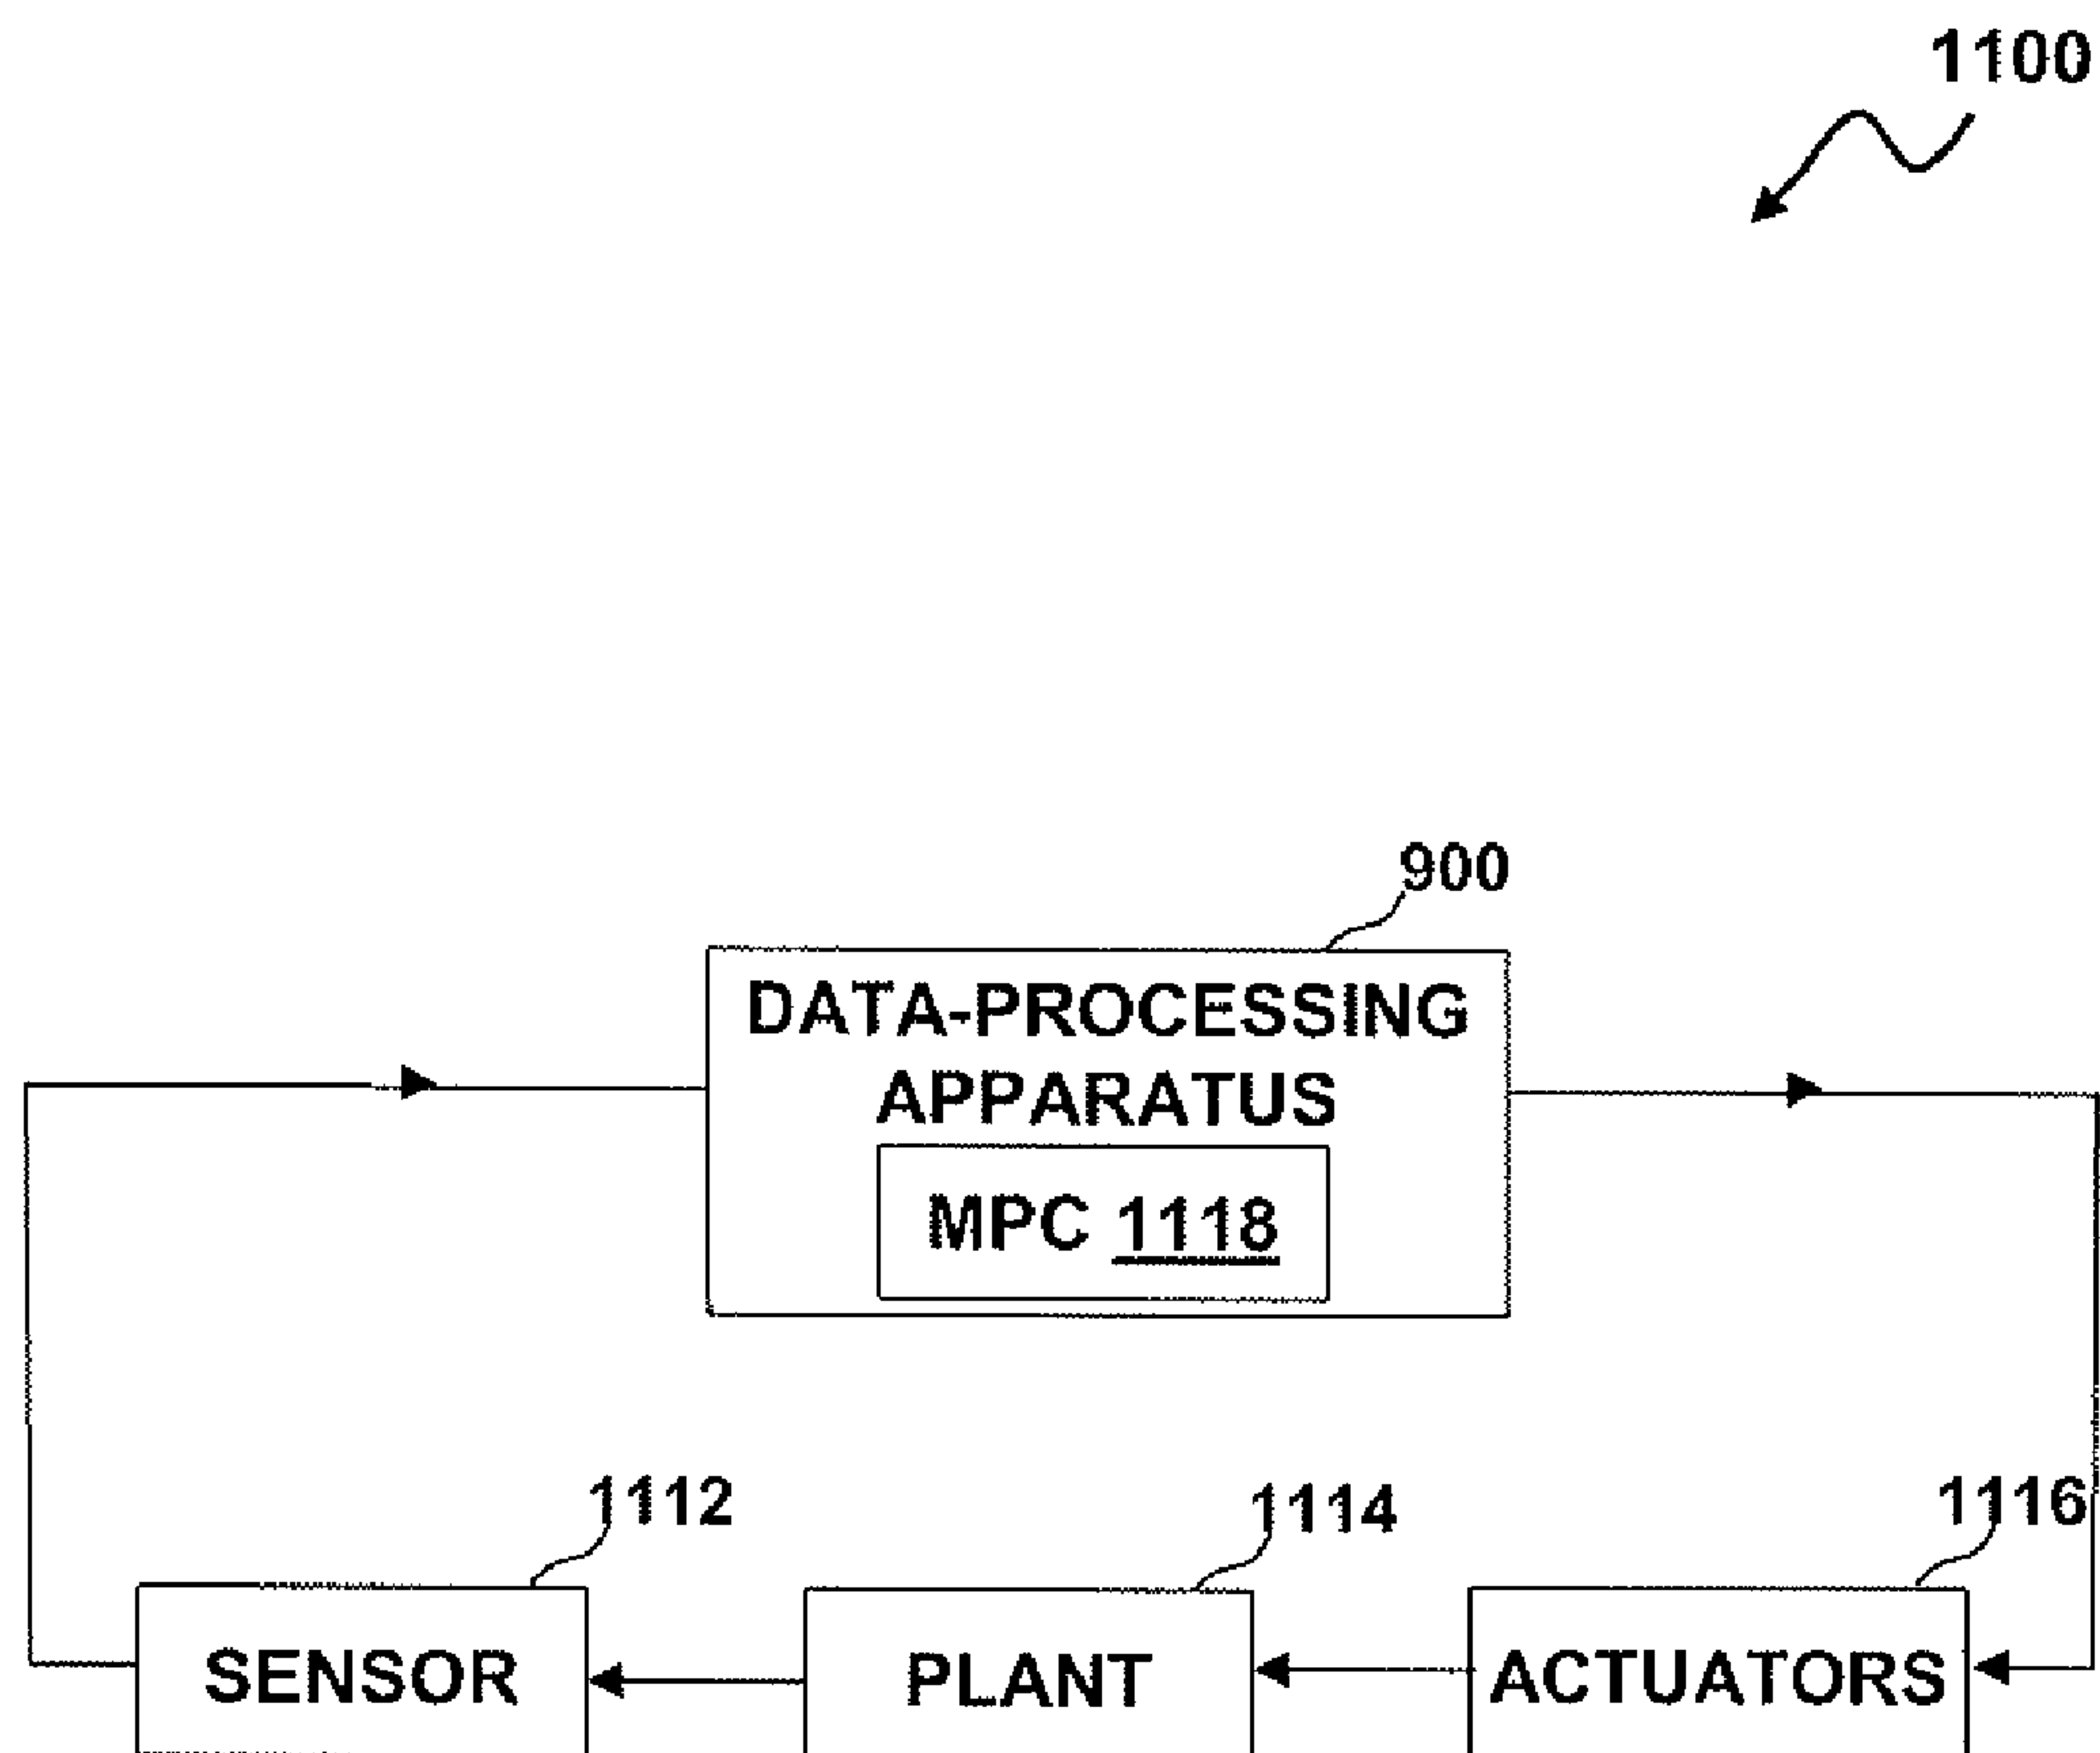 1100
900
DATA-PROCESSING
APPARATUS
MPC 1118
1112
1114
1116
SENSOR
PLANT
ACTUATORS